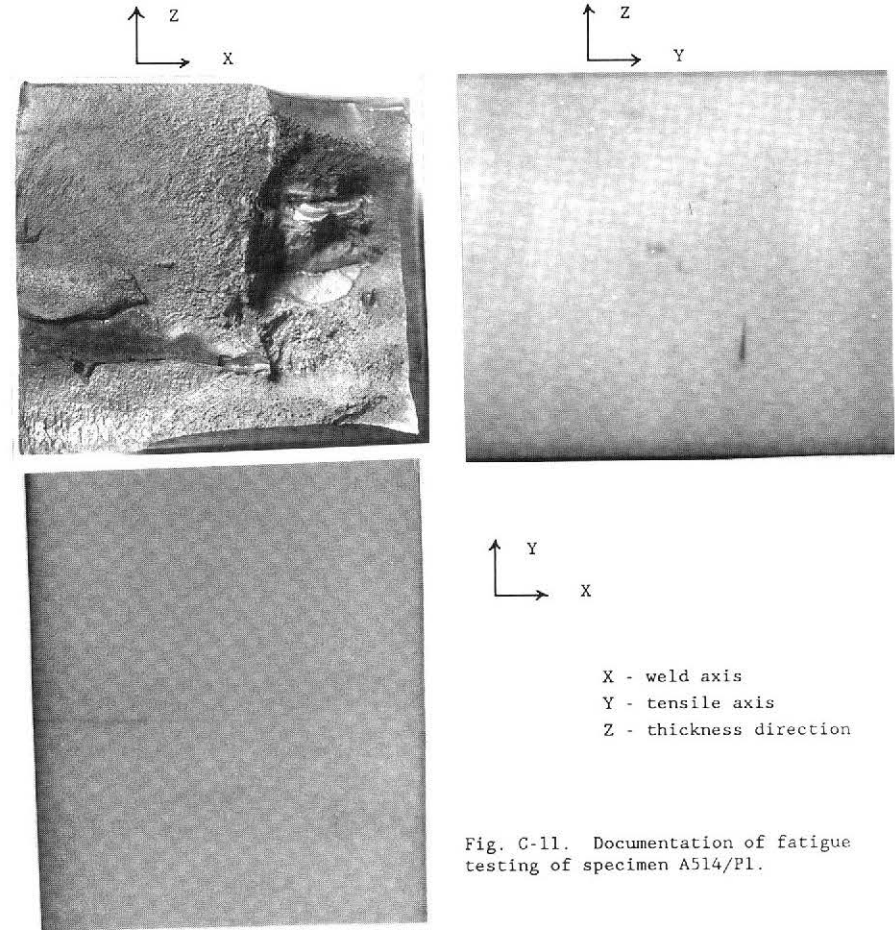 Z
X
Z
Y
Y
X
X - weld axis
Y - tensile axis
Z - thickness direction
Fig. C-11. Documentation of fatigue
testing of specimen A514/P1.